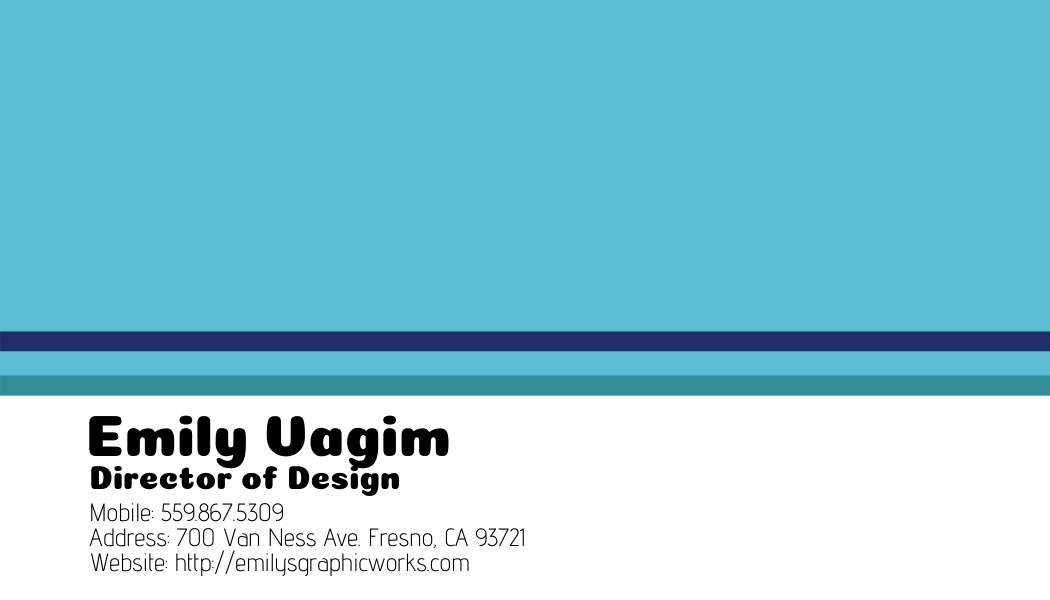 Emily Uagim
Director of Design
Mobile: 559.867.5309
Address: 700 Van Ness Ave. Fresno, CA 93721
Website: http://emilysgraphicworks.com